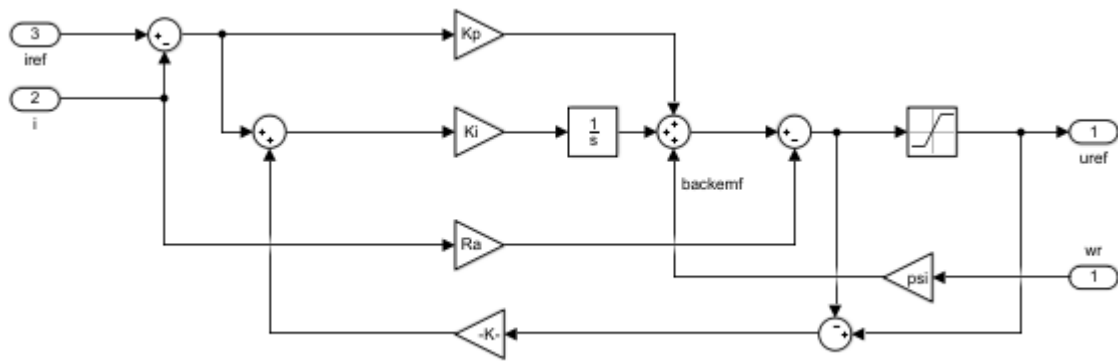 3
iref
2
i
+
-
Kp
+
+
Ki
1
s
+
+
+
backemf
+
-
1
uref
Ra
psi
wr
1
-K-
-
+